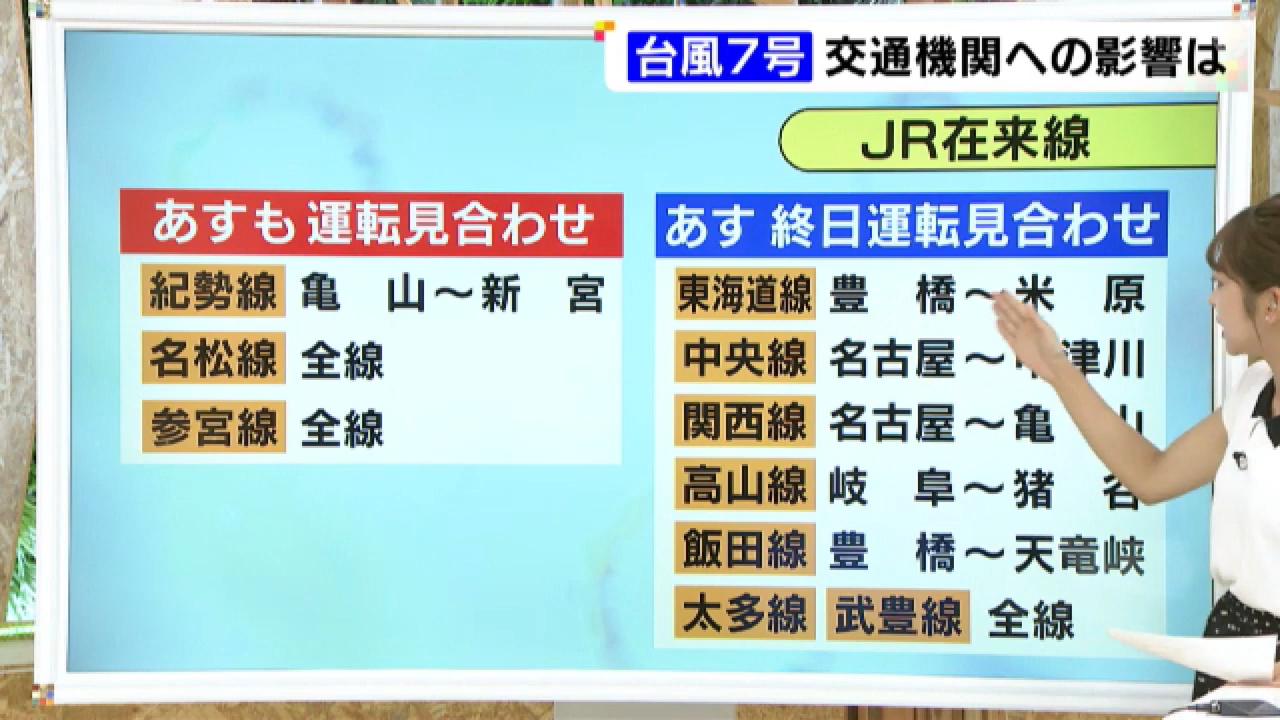 台風7号 交通機関への影響は
JR在来線
あすも 運転見合わせ
紀勢線 亀山～新宮
名松線 全線
参宮線 全線
あす 終日運転見合わせ
東海道線 豊橋～米原
中央線 名古屋～中津川
関西線 名古屋～亀山
高山線 岐阜～猪谷
飯田線 豊橋～天竜峡
太多線 武豊線 全線